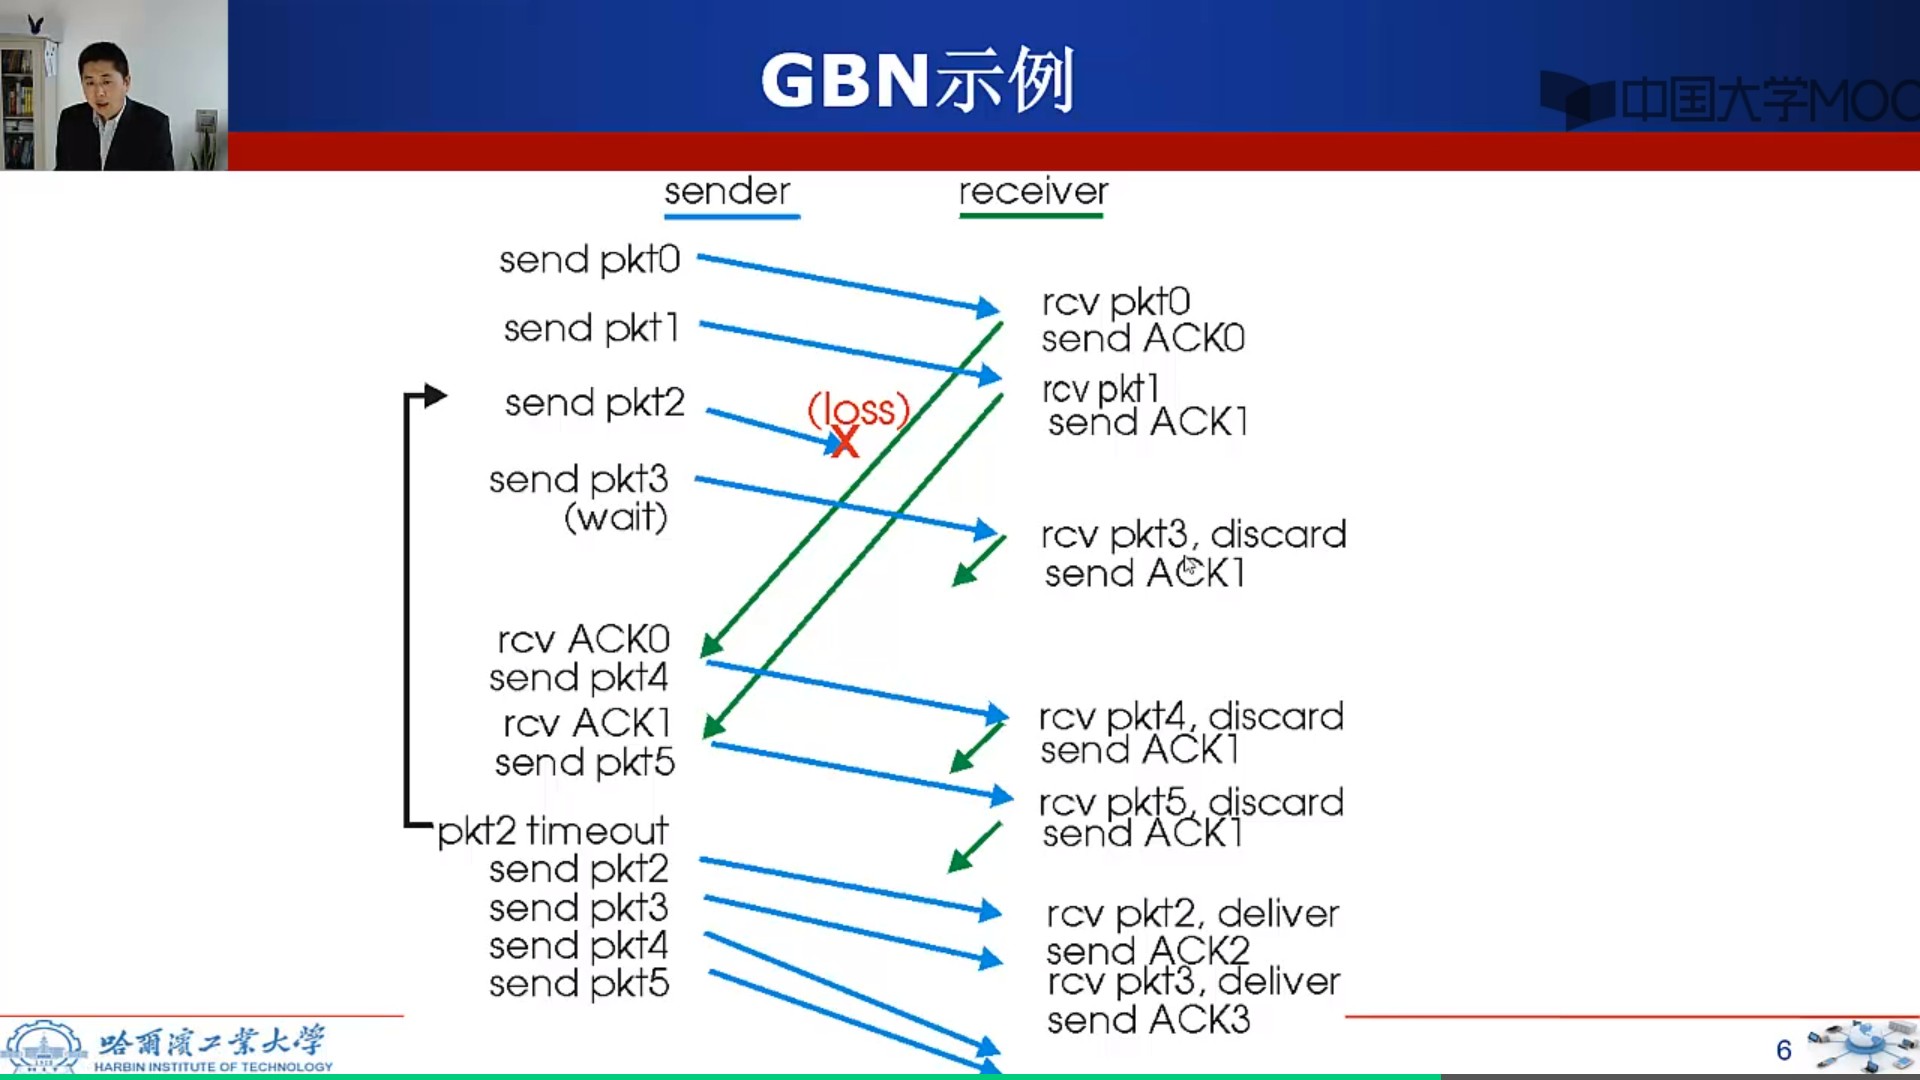 GBN示例
中国大学MOC
sender
receiver
send pkt0
rcv pkt0
send ACK0
send pkt1
rcv pkt1
send ACK1
send pkt2
(loss)
X
send pkt3
(wait)
rcv pkt3, discard
send ACK1
rcv ACK0
send pkt4
rcv ACK1
send pkt5
rcv pkt4, discard
send ACK1
rcv pkt5, discard
send ACK1
pkt2 timeout
send pkt2
send pkt3
send pkt4
send pkt5
rcv pkt2, deliver
send ACK2
rcv pkt3, deliver
send ACK3
哈爾濱工業大學
HARBIN INSTITUTE OF TECHNOLOGY
6